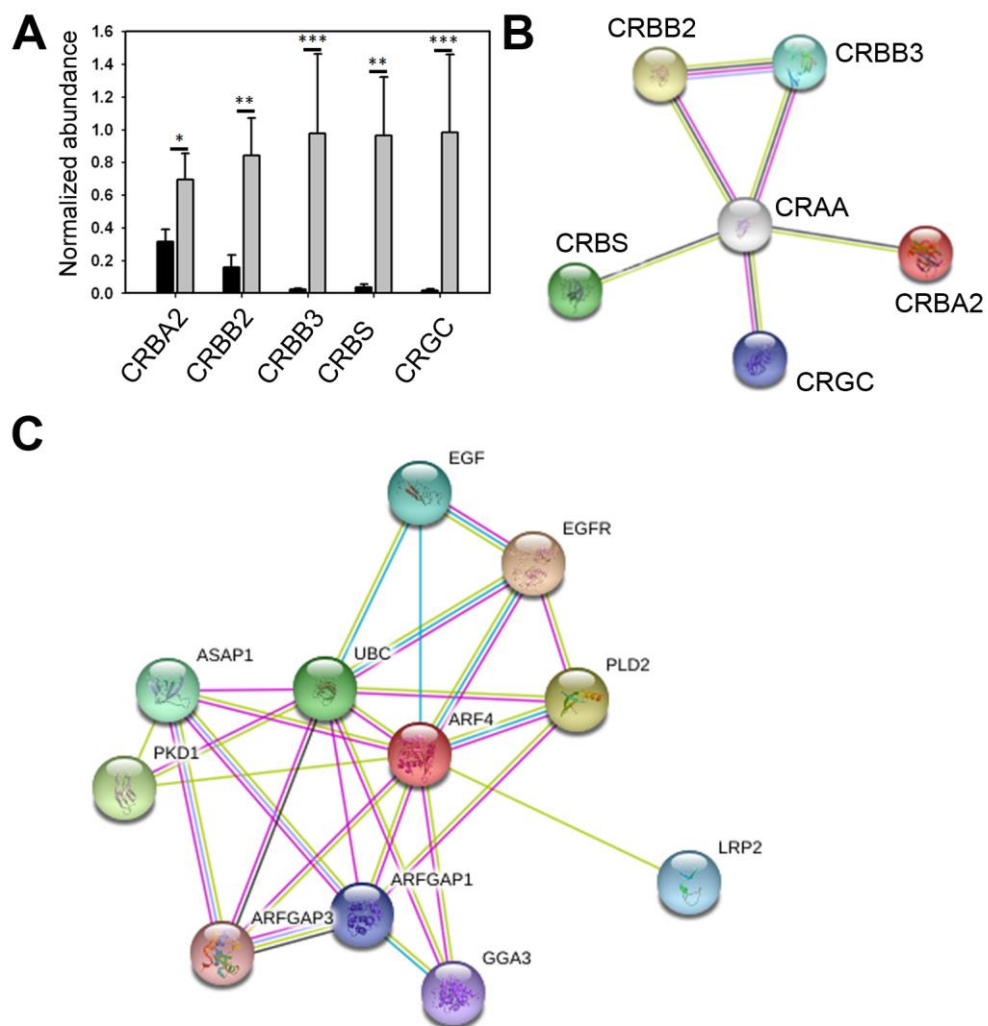 A
Normalized abundance
1.6
1.4
1.2
1.0
0.8
0.6
0.4
0.2
0.0
*
**
***
**
***
CRBA2
CRBB2
CRBB3
CRBS
CRGC
B
CRBB2
CRBB3
CRAA
CRBS
CRBA2
CRGC
C
EGF
EGFR
ASAP1
UBC
PLD2
ARF4
PKD1
LRP2
ARFGAP1
ARFGAP3
GGA3